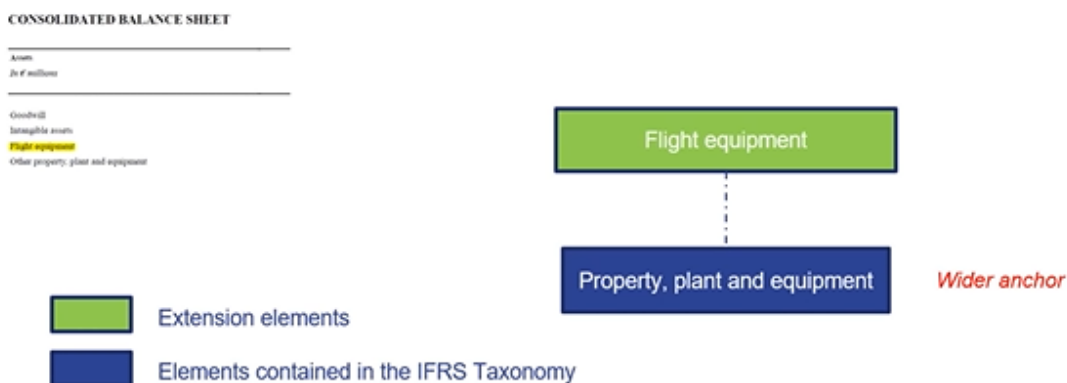 CONSOLIDATED BALANCE SHEET
Assets
In € millions
Goodwill
Intangible assets
Flight equipment
Other property, plant and equipment
Flight equipment
Property, plant and equipment
Wider anchor
Extension elements
Elements contained in the IFRS Taxonomy